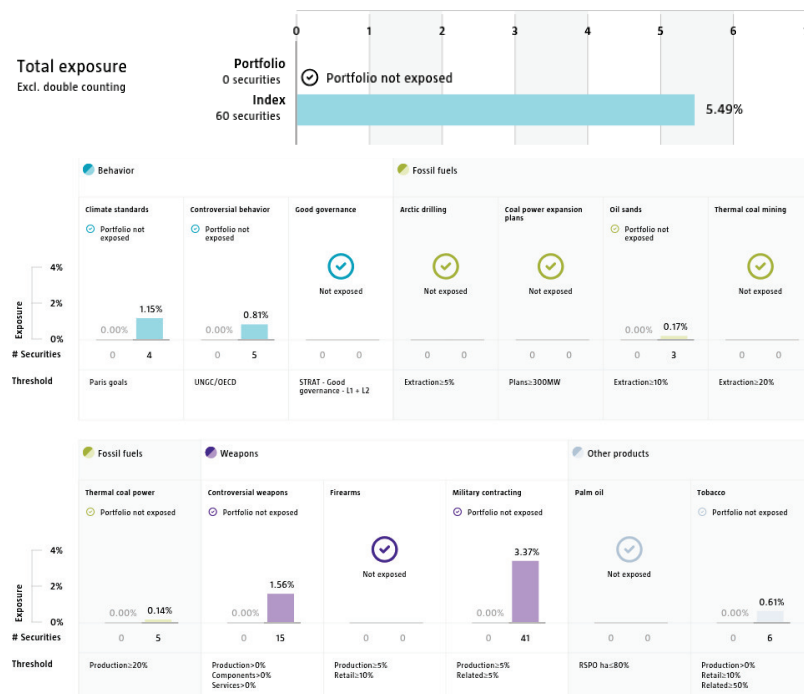 0 1 2 3 4 5 6
Total exposure
Excl. double counting
Portfolio
0 securities
Portfolio not exposed
Index
60 securities
5.49%
Behavior
Fossil fuels
Climate standards
Controversial behavior
Good governance
Arctic drilling
Coal power expansion
plans
Oil sands
Thermal coal mining
Portfolio not
exposed
Portfolio not
exposed
Portfolio not
exposed
Not exposed
Not exposed
Not exposed
Not exposed
Exposure
4%
2%
0%
0.00% 1.15%
0.00% 0.81%
0.00% 0.17%
# Securities
0 4
0 5
0 0
0 0
0 0
0 3
0 0
Threshold
Paris goals
UNGC/OECD
STRAT - Good
governance - L1 + L2
Extraction≥5%
Plans≥300MW
Extraction≥10%
Extraction≥20%
Fossil fuels
Weapons
Other products
Thermal coal power
Controversial weapons
Firearms
Military contracting
Palm oil
Tobacco
Portfolio not exposed
Portfolio not exposed
Portfolio not exposed
Portfolio not exposed
Not exposed
Not exposed
Exposure
4%
2%
0%
0.00% 0.14%
0.00% 1.56%
0.00% 3.37%
0.00% 0.61%
# Securities
0 5
0 15
0 0
0 41
0 0
0 6
Threshold
Production≥20%
Production>0%
Components>0%
Services>0%
Production≥5%
Retail≥10%
Production≥5%
Related≥5%
RSPO ha≤80%
Production>0%
Retail≥10%
Related≥50%